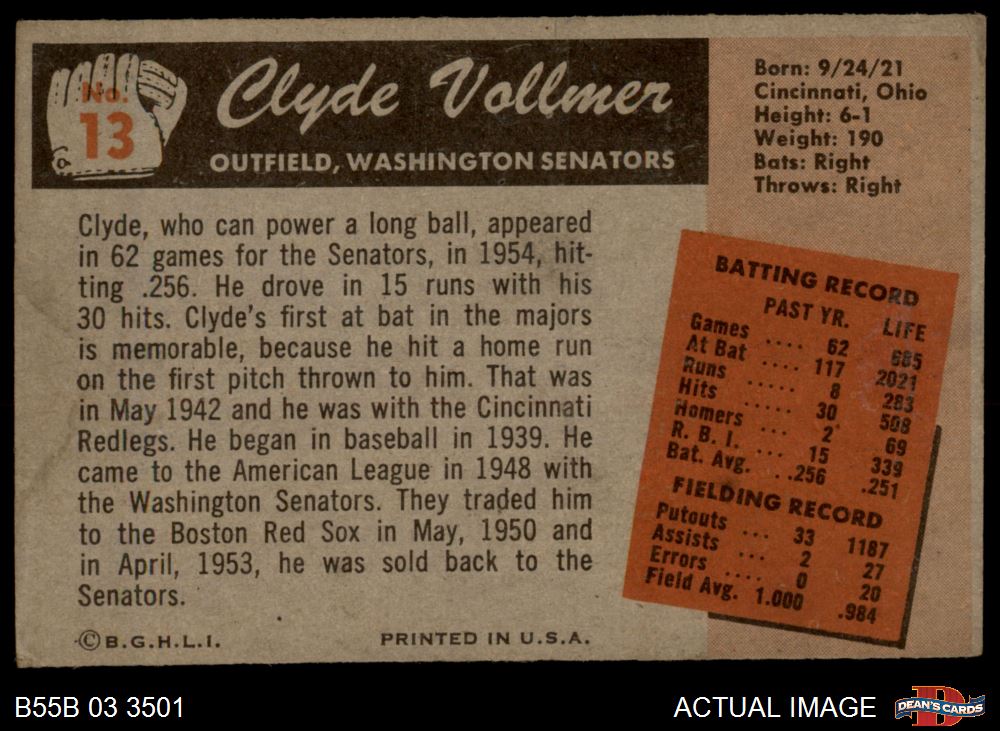 No.
13
Clyde Vollmer
OUTFIELD, WASHINGTON SENATORS
Born: 9/24/21
Cincinnati, Ohio
Height: 6-1
Weight: 190
Bats: Right
Throws: Right
Clyde, who can power a long ball, appeared
in 62 games for the Senators, in 1954, hit-
ting .256. He drove in 15 runs with his
30 hits. Clyde's first at bat in the majors
is memorable, because he hit a home run
on the first pitch thrown to him. That was
in May 1942 and he was with the Cincinnati
Redlegs. He began in baseball in 1939. He
came to the American League in 1948 with
the Washington Senators. They traded him
to the Boston Red Sox in May, 1950 and
in April, 1953, he was sold back to the
Senators.
BATTING RECORD
PAST YR. LIFE
Games .... 62 685
At Bat .... 117 2021
Runs ..... 8 283
Hits ..... 30 508
Homers ... 2 69
R. B. I. ... 15 339
Bat. Avg. .256 .251
FIELDING RECORD
Putouts ... 33 1187
Assists ... 2 27
Errors .... 0 20
Field Avg. 1.000 .984
© B.G.H.L.I. PRINTED IN U.S.A.
B55B 03 3501 ACTUAL IMAGE
DEAN'S CARDS